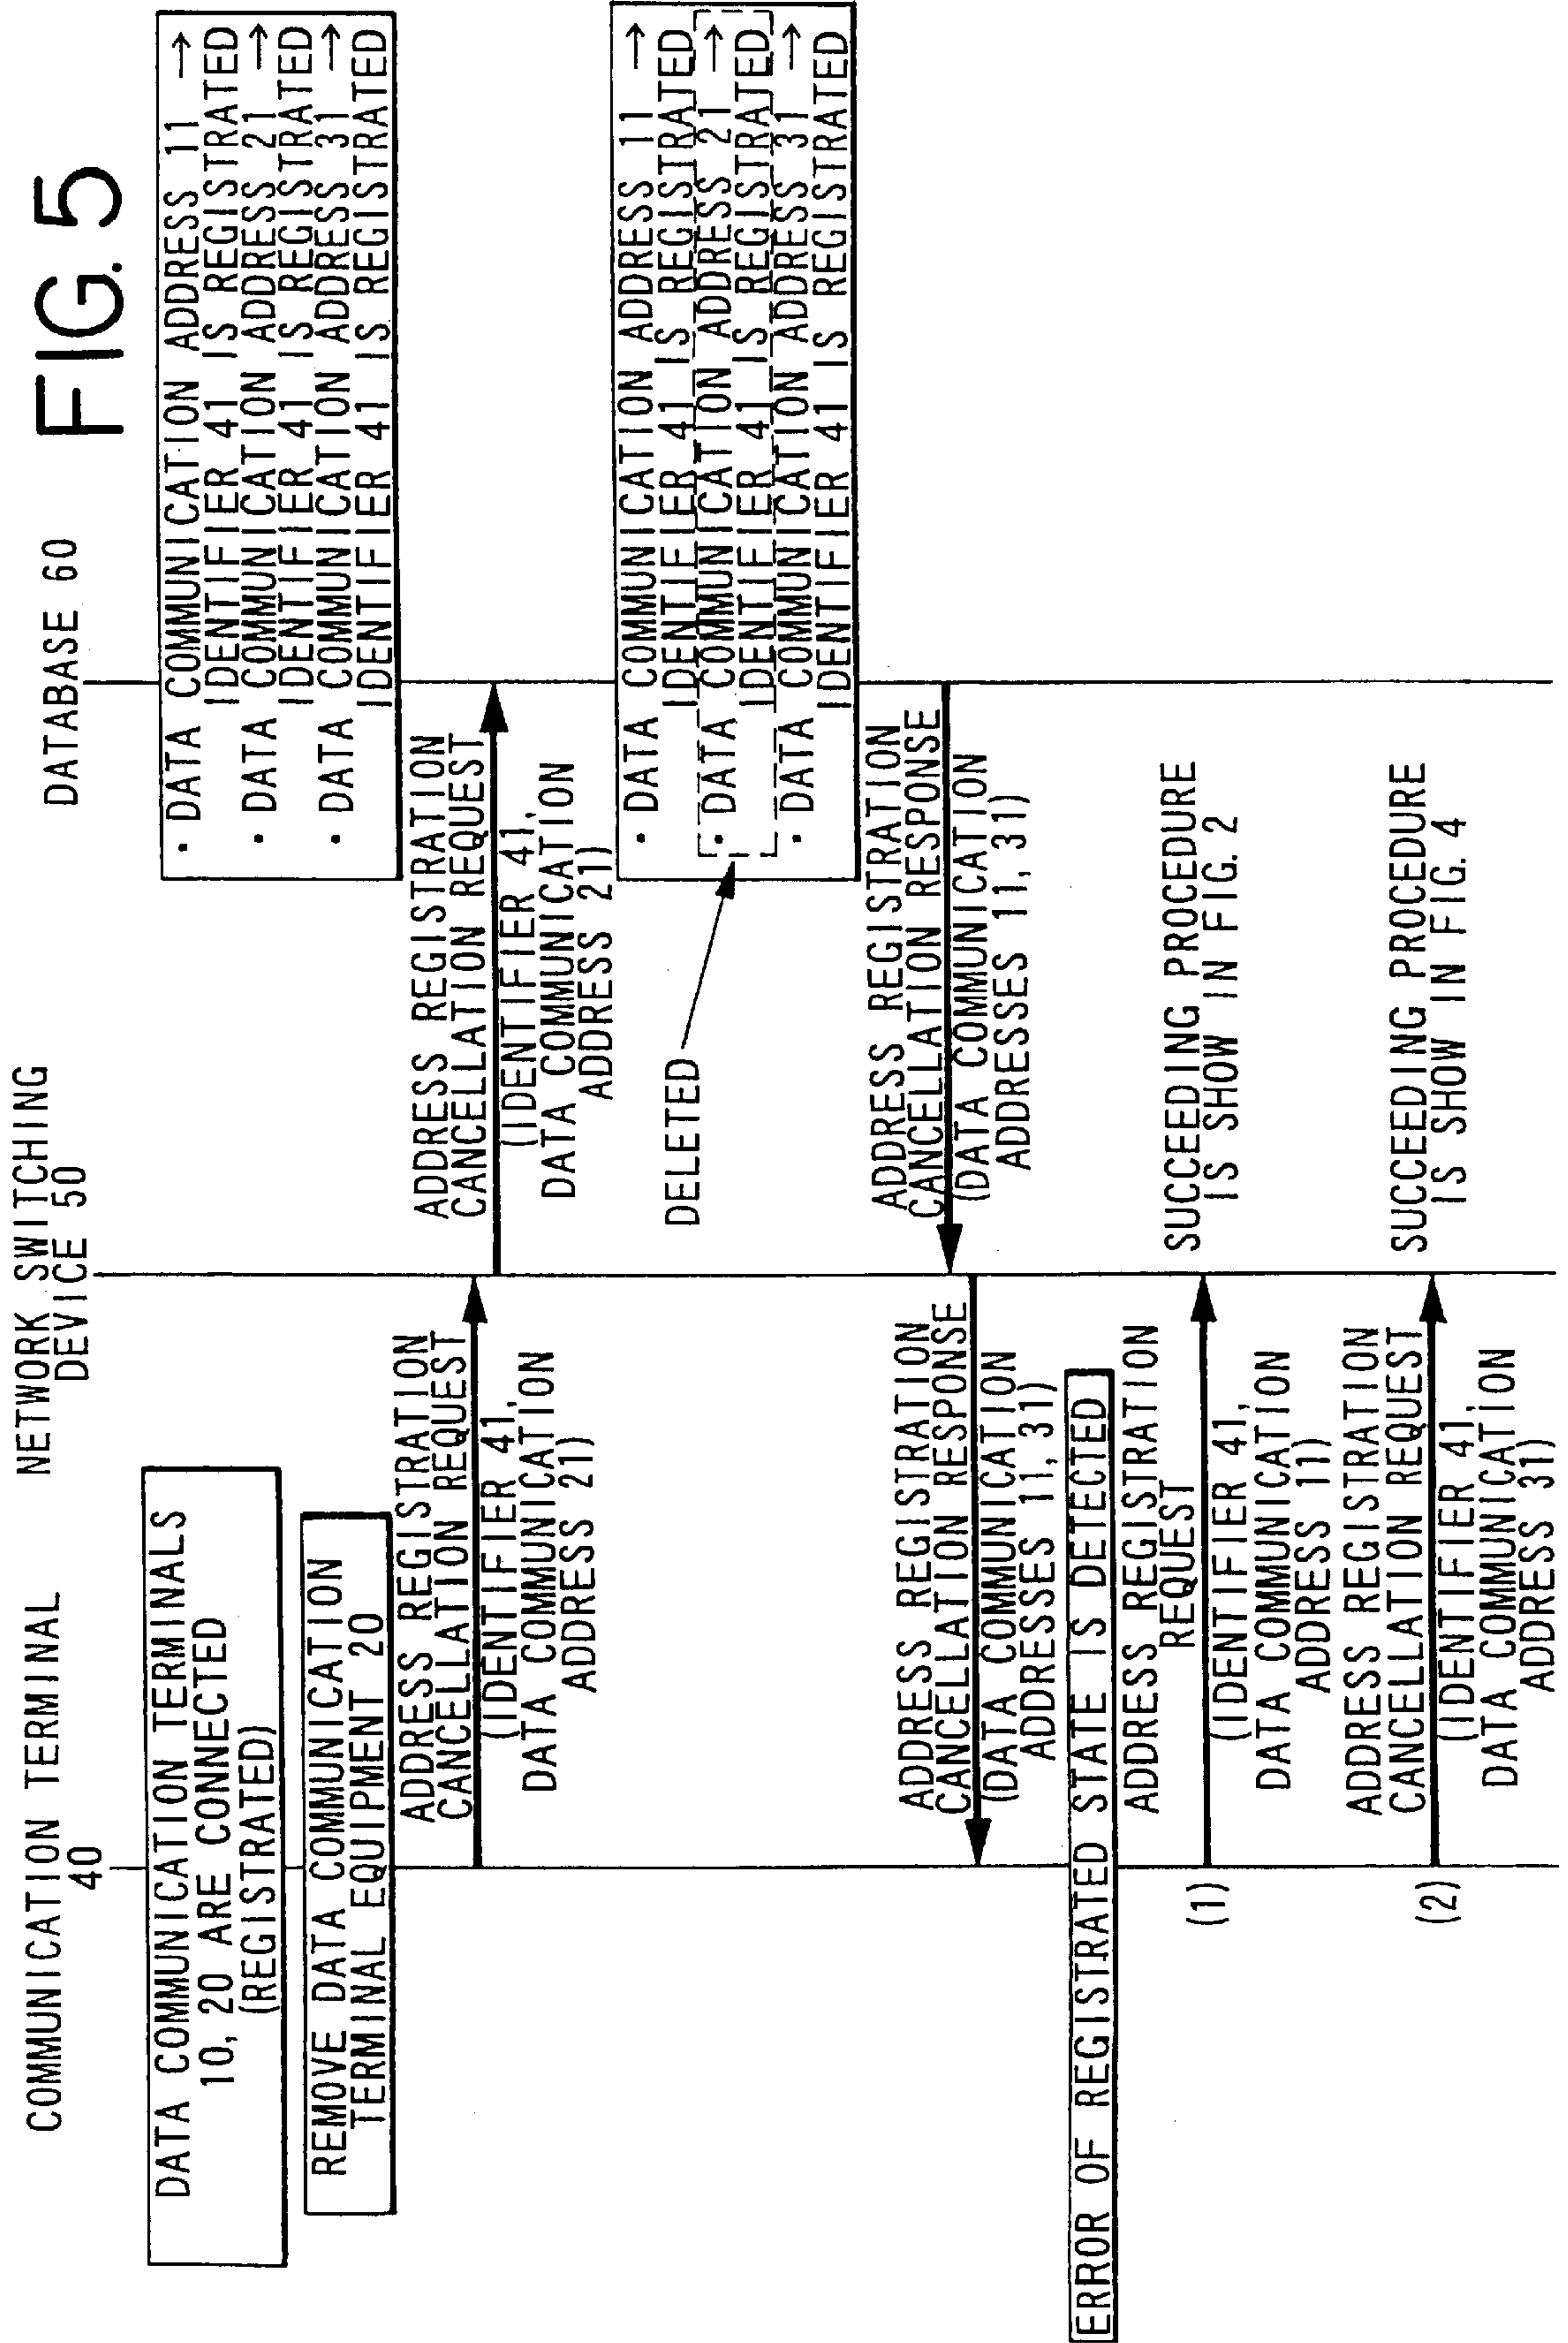 FIG. 5
COMMUNICATION TERMINAL
40
NETWORK SWITCHING
DEVICE 50
DATABASE 60
DATA COMMUNICATION TERMINALS
10, 20 ARE CONNECTED
(REGISTRATED)
· DATA COMMUNICATION ADDRESS 11 →
IDENTIFIER 41 IS REGISTRATED
· DATA COMMUNICATION ADDRESS 21 →
IDENTIFIER 41 IS REGISTRATED
· DATA COMMUNICATION ADDRESS 31 →
IDENTIFIER 41 IS REGISTRATED
REMOVE DATA COMMUNICATION
TERMINAL EQUIPMENT 20
ADDRESS REGISTRATION
CANCELLATION REQUEST
(IDENTIFIER 41,
DATA COMMUNICATION
ADDRESS 21)
ADDRESS REGISTRATION
CANCELLATION REQUEST
(IDENTIFIER 41,
DATA COMMUNICATION
ADDRESS 21)
· DATA COMMUNICATION ADDRESS 11 →
IDENTIFIER 41 IS REGISTRATED
· DATA COMMUNICATION ADDRESS 21 →
IDENTIFIER 41 IS REGISTRATED
· DATA COMMUNICATION ADDRESS 31 →
IDENTIFIER 41 IS REGISTRATED
DELETED
ADDRESS REGISTRATION
CANCELLATION RESPONSE
(DATA COMMUNICATION
ADDRESSES 11, 31)
ADDRESS REGISTRATION
CANCELLATION RESPONSE
(DATA COMMUNICATION
ADDRESSES 11, 31)
ERROR OF REGISTRATED STATE IS DETECTED
(1)
ADDRESS REGISTRATION
REQUEST
(IDENTIFIER 41,
DATA COMMUNICATION
ADDRESS 11)
SUCCEEDING PROCEDURE
IS SHOW IN FIG. 2
(2)
ADDRESS REGISTRATION
CANCELLATION REQUEST
(IDENTIFIER 41,
DATA COMMUNICATION
ADDRESS 31)
SUCCEEDING PROCEDURE
IS SHOW IN FIG. 4